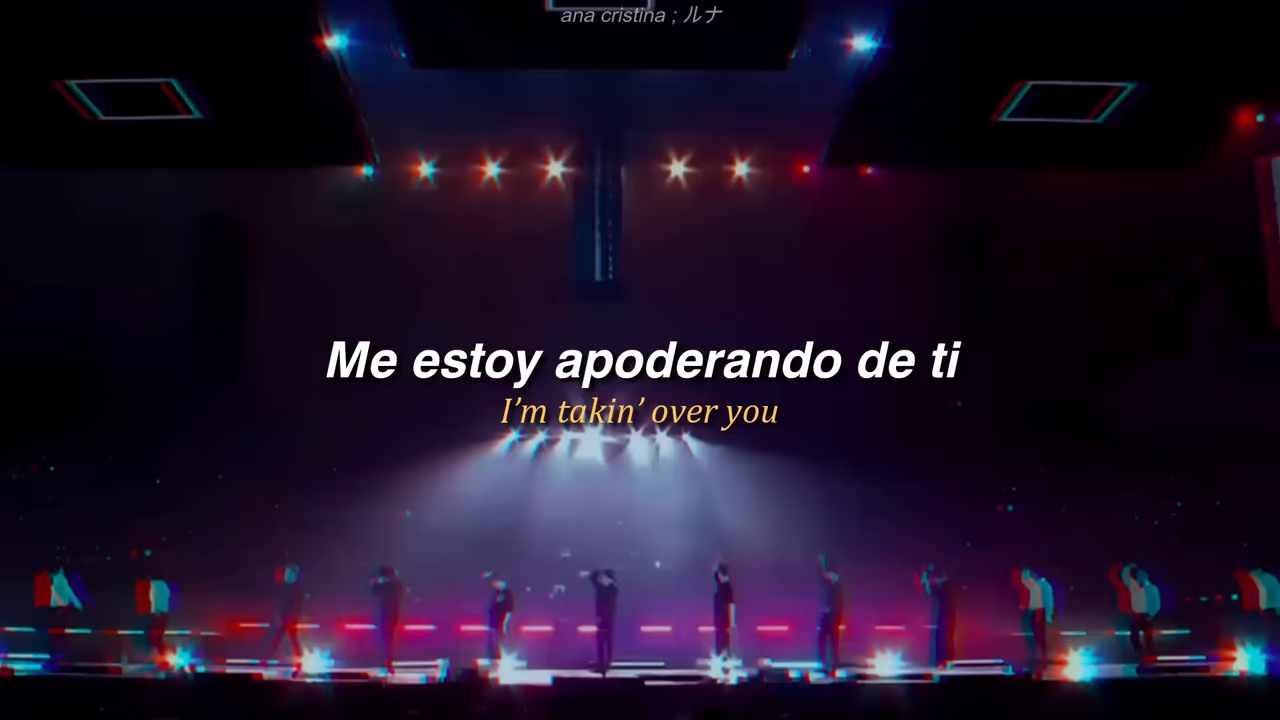 ana cristina ; ルナ
Me estoy apoderando de ti
I'm takin' over you